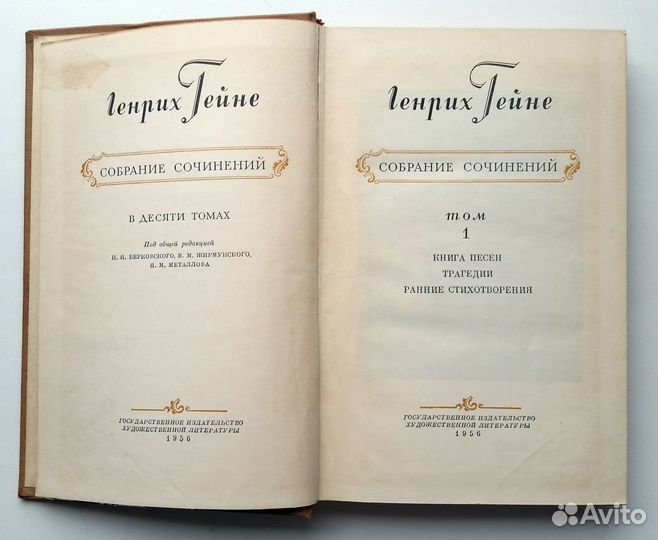 Генрих Гейне
СОБРАНИЕ СОЧИНЕНИЙ
В ДЕСЯТИ ТОМАХ
Под общей редакцией
Н. Я. БЕРКОВСКОГО, В. М. ЖИРМУНСКОГО,
Я. М. МЕТАЛЛОВА
ГОСУДАРСТВЕННОЕ ИЗДАТЕЛЬСТВО
ХУДОЖЕСТВЕННОЙ ЛИТЕРАТУРЫ
1956
Генрих Гейне
СОБРАНИЕ СОЧИНЕНИЙ
том
1
КНИГА ПЕСЕН
ТРАГЕДИИ
РАННИЕ СТИХОТВОРЕНИЯ
ГОСУДАРСТВЕННОЕ ИЗДАТЕЛЬСТВО
ХУДОЖЕСТВЕННОЙ ЛИТЕРАТУРЫ
1956
Avito